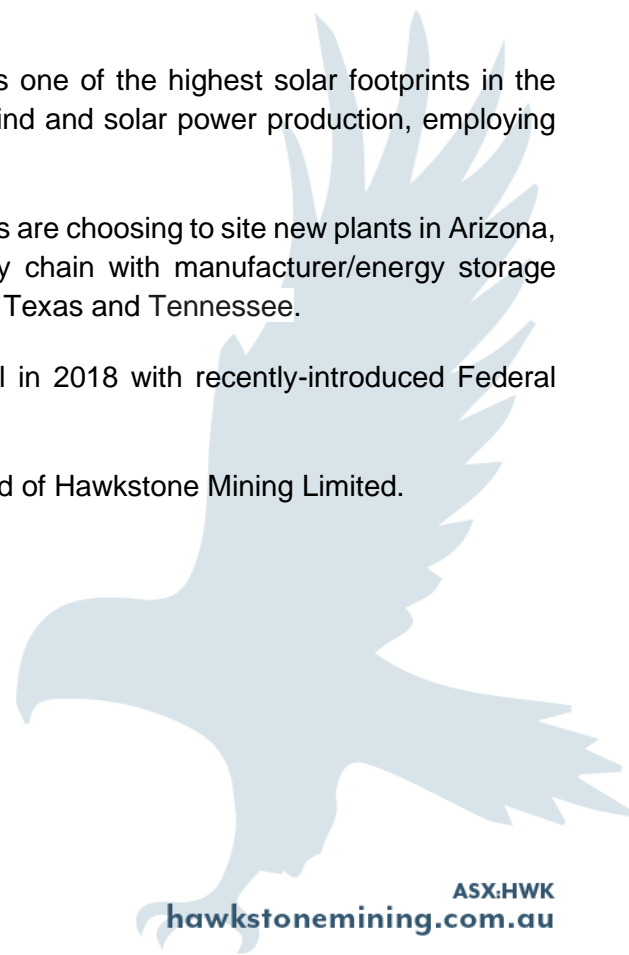 s one of the highest solar footprints in the
ind and solar power production, employing
s are choosing to site new plants in Arizona,
y chain with manufacturer/energy storage
Texas and Tennessee.
l in 2018 with recently-introduced Federal
d of Hawkstone Mining Limited.
ASX:HWK
hawkstonemining.com.au